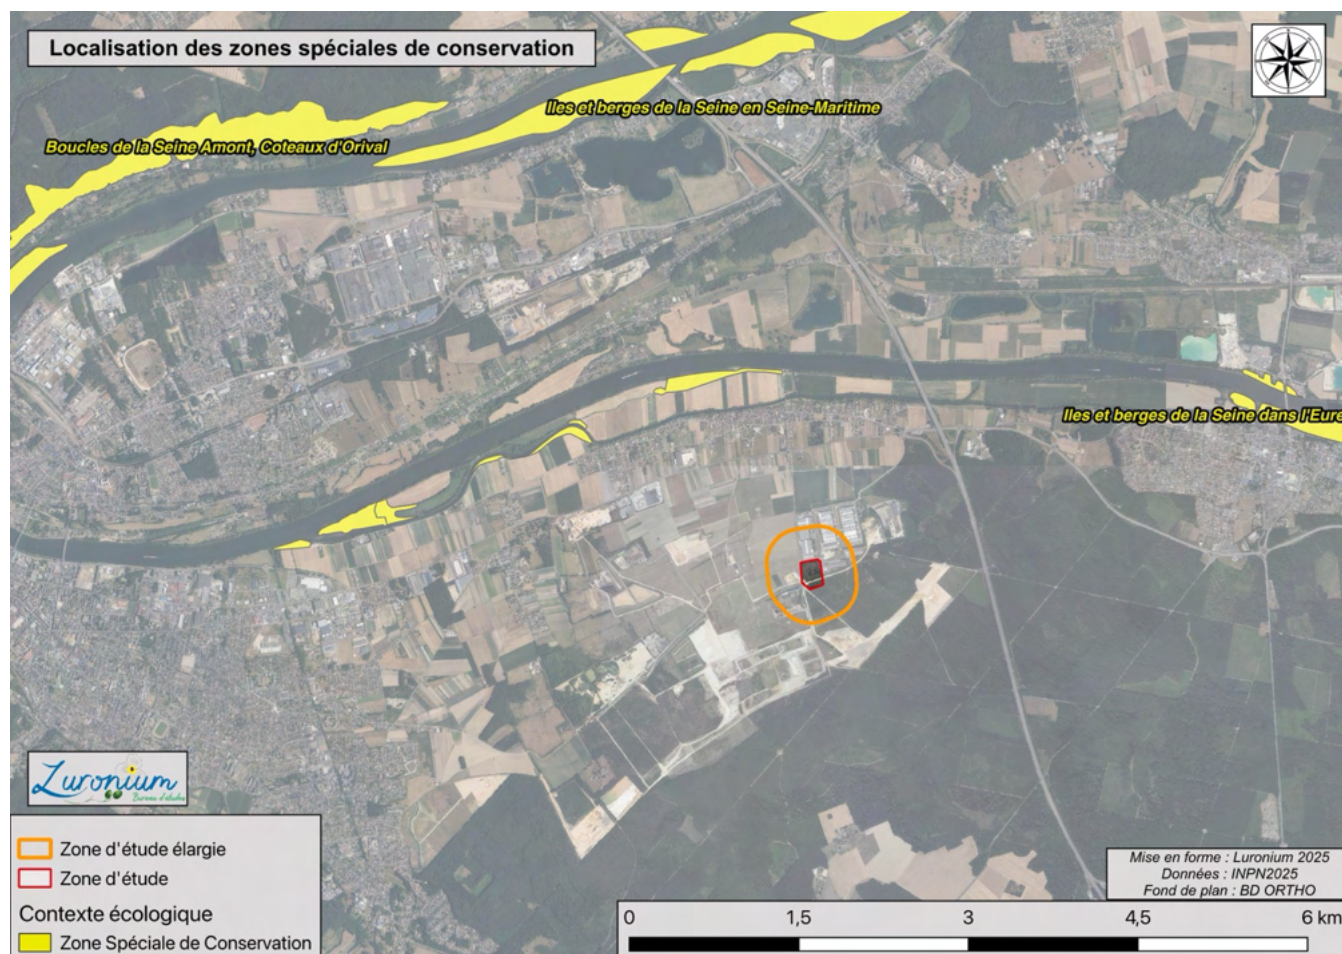 Localisation des zones spéciales de conservation
Iles et berges de la Seine en Seine-Maritime
Boucles de la Seine Amont, Coteaux d'Orival
Iles et berges de la Seine dans l'Eure
Luronium
Bureau d'études
Zone d'étude élargie
Zone d'étude
Contexte écologique
Zone Spéciale de Conservation
Mise en forme : Luronium 2025
Données : INPN2025
Fond de plan : BD ORTHO
0 1,5 3 4,5 6 km